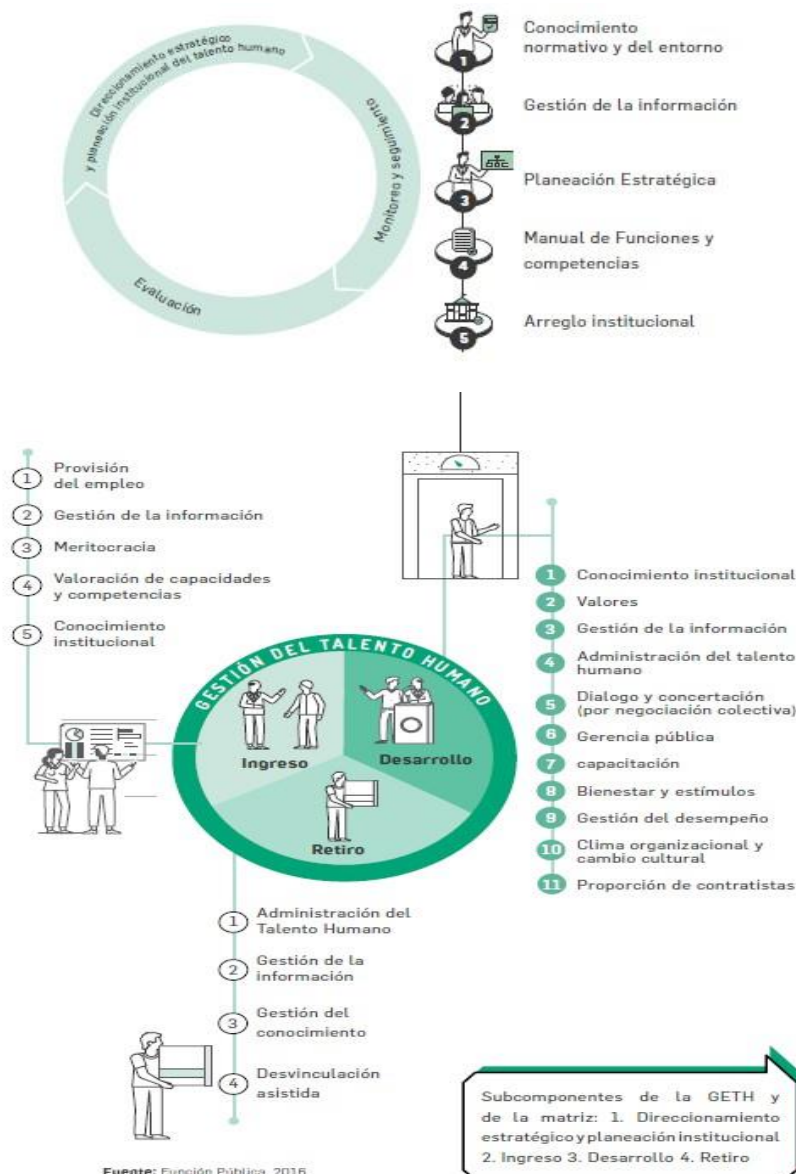 Direccionamiento estratégico
y planeación institucional del talento humano
Monitoreo y seguimiento
Evaluación
1
Conocimiento
normativo y del entorno
2
Gestión de la información
3
Planeación Estratégica
4
Manual de Funciones y
competencias
5
Arreglo institucional
1
Provisión
del empleo
2
Gestión de la información
3
Meritocracia
4
Valoración de capacidades
y competencias
5
Conocimiento
institucional
GESTIÓN DEL TALENTO HUMANO
Ingreso
Desarrollo
Retiro
1
Conocimiento institucional
2
Valores
3
Gestión de la información
4
Administración del talento
humano
5
Dialogo y concertación
(por negociación colectiva)
6
Gerencia pública
7
capacitación
8
Bienestar y estímulos
9
Gestión del desempeño
10
Clima organizacional y
cambio cultural
11
Proporción de contratistas
1
Administración del
Talento Humano
2
Gestión de la
información
3
Gestión del
conocimiento
4
Desvinculación
asistida
Subcomponentes de la GETH y
de la matriz: 1. Direccionamiento
estratégico y planeación institucional
2. Ingreso 3. Desarrollo 4. Retiro
Fuente: Función Pública, 2016